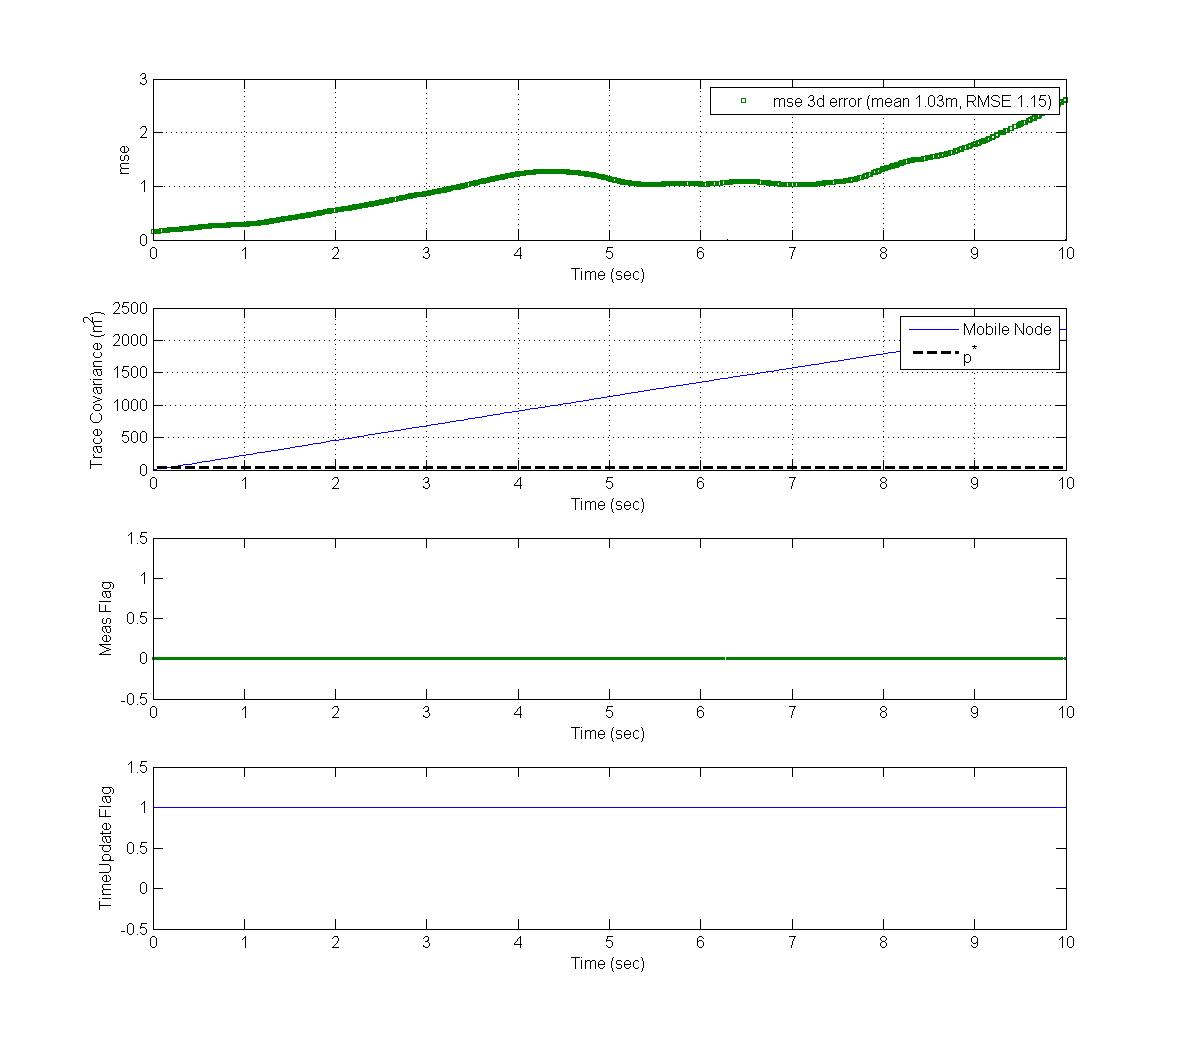 3
2
1
0
mse
mse 3d error (mean 1.03m, RMSE 1.15)
0 1 2 3 4 5 6 7 8 9 10
Time (sec)
2500
2000
1500
1000
500
0
Trace Covariance (m²)
Mobile Node
p*
0 1 2 3 4 5 6 7 8 9 10
Time (sec)
1.5
1
0.5
0
-0.5
Meas Flag
0 1 2 3 4 5 6 7 8 9 10
Time (sec)
1.5
1
0.5
0
-0.5
TimeUpdate Flag
0 1 2 3 4 5 6 7 8 9 10
Time (sec)